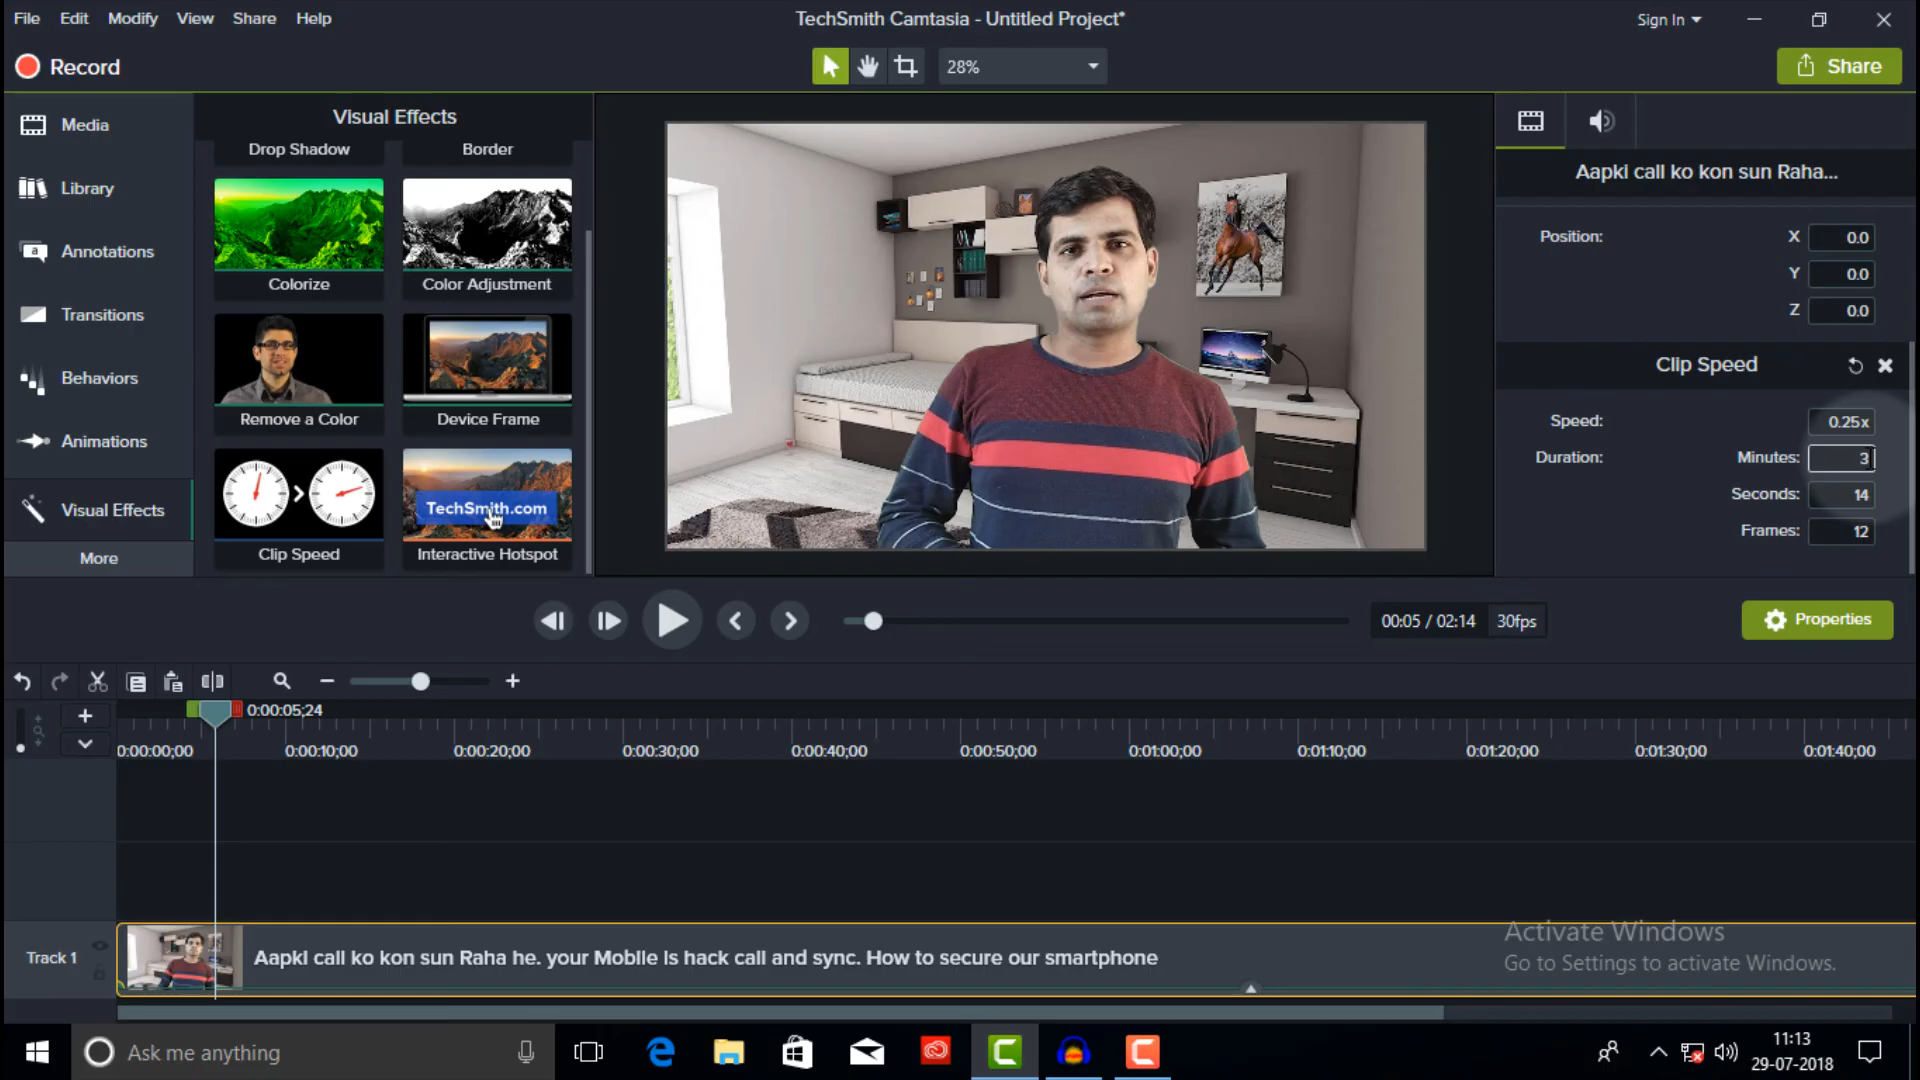 File Edit Modify View Share Help
TechSmith Camtasia - Untitled Project*
Sign In
Record
28%
Share
Media
Library
Annotations
Transitions
Behaviors
Animations
Visual Effects
More
Visual Effects
Drop Shadow Border
Colorize Color Adjustment
Remove a Color Device Frame
TechSmith.com
Clip Speed Interactive Hotspot
Aapki call ko kon sun Raha...
Position: X 0.0
Y 0.0
Z 0.0
Clip Speed
Speed: 0.25x
Duration: Minutes: 3
Seconds: 14
Frames: 12
00:05 / 02:14 30fps
Properties
0:00:05;24
0:00:00;00 0:00:10;00 0:00:20;00 0:00:30;00 0:00:40;00 0:00:50;00 0:01:00;00 0:01:10;00 0:01:20;00 0:01:30;00 0:01:40;00
Track 1
Aapki call ko kon sun Raha he. your Mobile is hack call and sync. How to secure our smartphone
Activate Windows
Go to Settings to activate Windows.
Ask me anything
11:13
29-07-2018